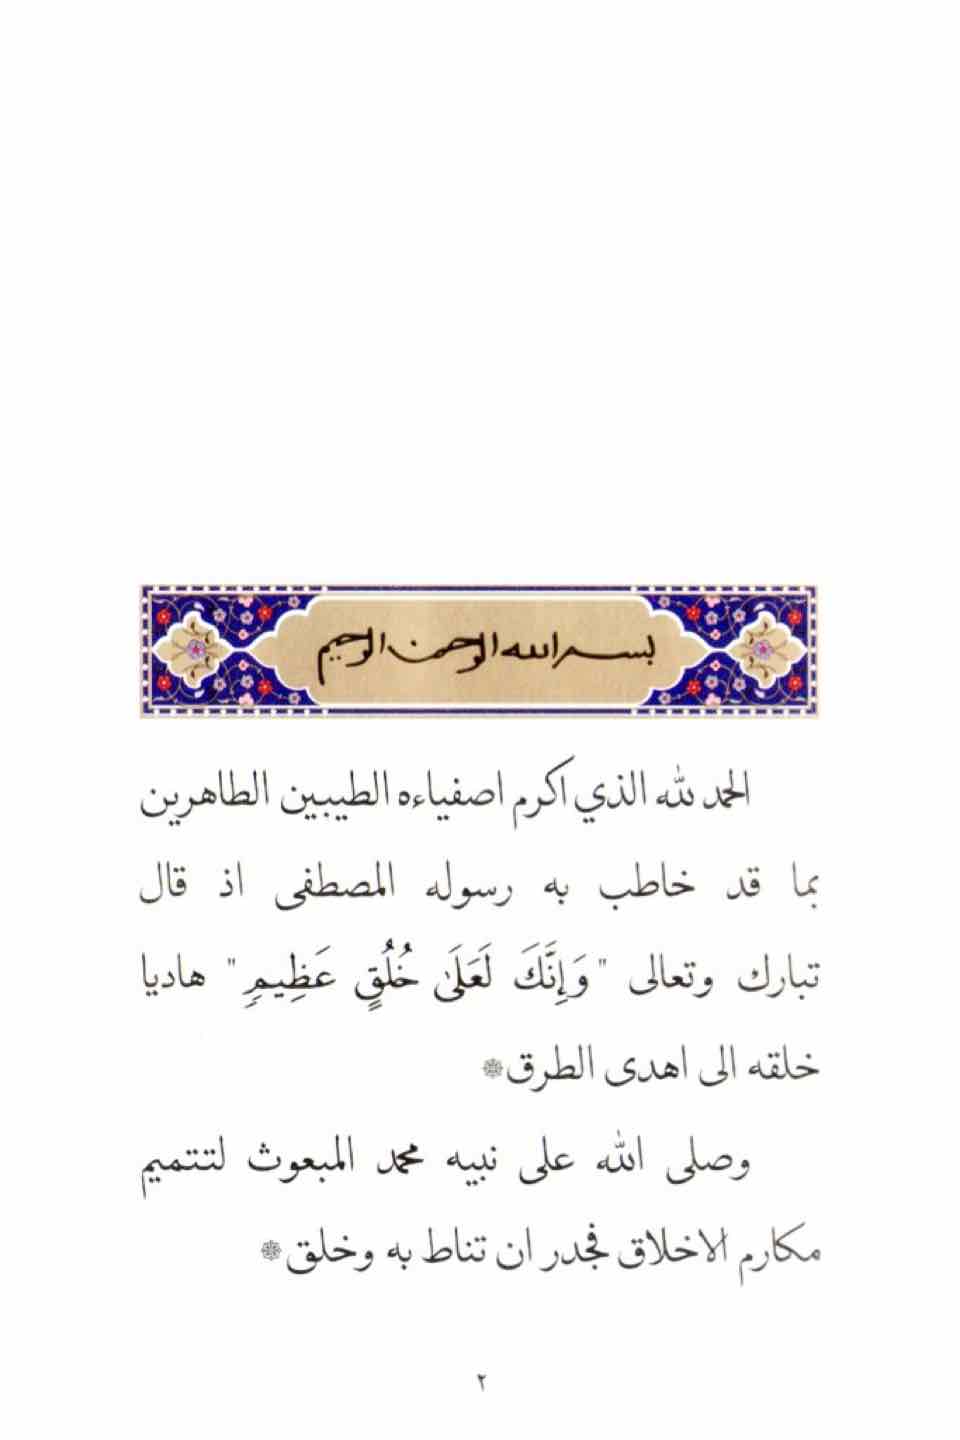 بسم الله الرحمن الرحيم
الحمد لله الذي اكرم اصفياءه الطيبين الطاهرين
بما قد خاطب به رسوله المصطفى اذ قال
تبارك وتعالى "وَإِنَّكَ لَعَلَىٰ خُلُقٍ عَظِيمٍ" هاديا
خلقه الى اهدى الطرق❊
وصلى الله على نبيه محمد المبعوث لتتميم
مكارم الاخلاق فجدر ان تناط به وخلق❊
٢